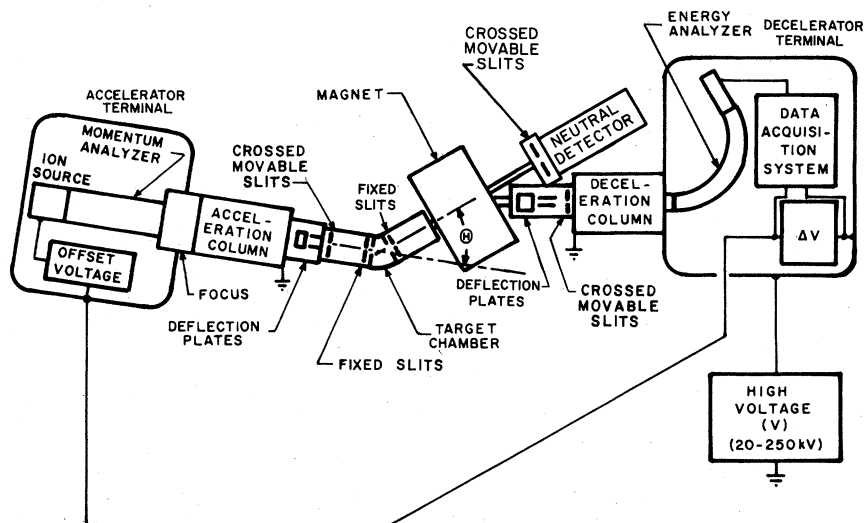 ENERGY
ANALYZER
DECELERATOR
TERMINAL
CROSSED
MOVABLE
SLITS
MAGNET
ACCELERATOR
TERMINAL
MOMENTUM
ANALYZER
ION
SOURCE
CROSSED
MOVABLE
SLITS
FIXED
SLITS
NEUTRAL
DETECTOR
DATA
ACQUISI-
TION
SYSTEM
ACCEL-
ERATION
COLUMN
DECEL-
ERATION
COLUMN
Θ
ΔV
OFFSET
VOLTAGE
FOCUS
DEFLECTION
PLATES
FIXED SLITS
TARGET
CHAMBER
DEFLECTION
PLATES
CROSSED
MOVABLE
SLITS
HIGH
VOLTAGE
(V)
(20-250kV)